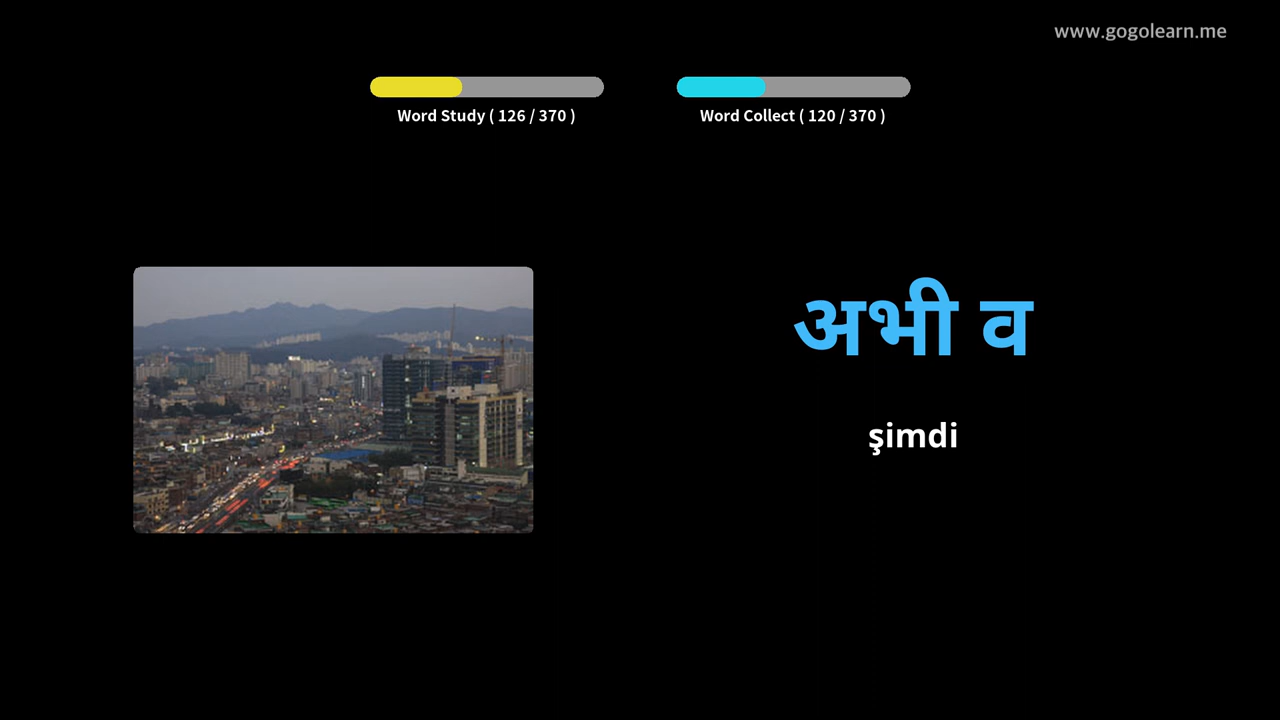 www.gogolearn.me
Word Study ( 126 / 370 )
Word Collect ( 120 / 370 )
अभी व
şimdi